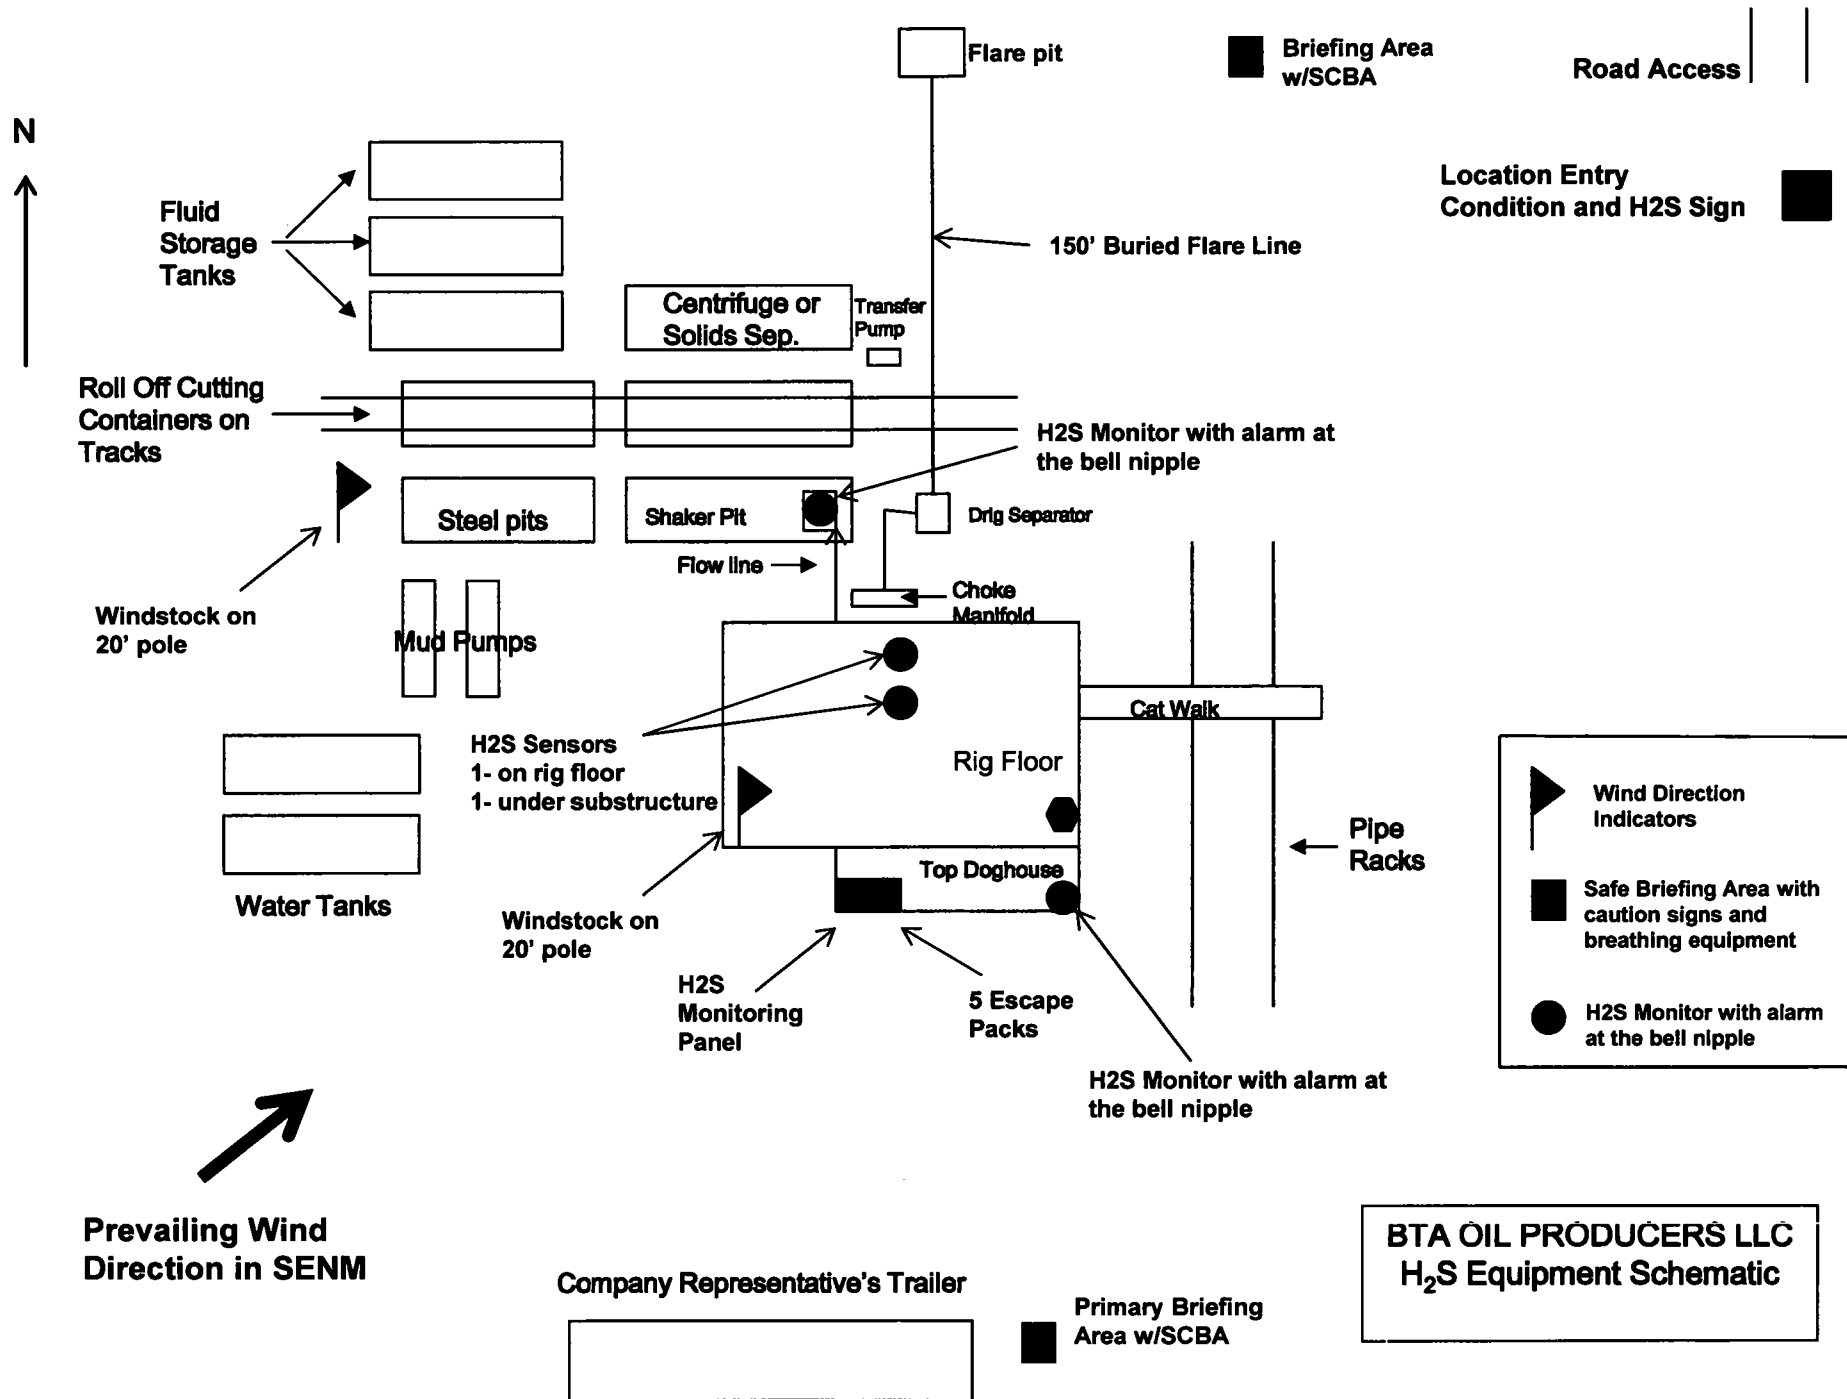 Flare pit
Briefing Area
w/SCBA
Road Access
N
Location Entry
Condition and H2S Sign
Fluid
Storage
Tanks
150' Buried Flare Line
Centrifuge or
Solids Sep.
Transfer
Pump
Roll Off Cutting
Containers on
Tracks
H2S Monitor with alarm at
the bell nipple
Steel pits
Shaker Pit
Drlg Separator
Flow line
Choke
Manifold
Windstock on
20' pole
Mud Pumps
Cat Walk
H2S Sensors
1- on rig floor
1- under substructure
Rig Floor
Wind Direction
Indicators
Pipe
Racks
Top Doghouse
Safe Briefing Area with
caution signs and
breathing equipment
Water Tanks
Windstock on
20' pole
H2S
Monitoring
Panel
5 Escape
Packs
H2S Monitor with alarm
at the bell nipple
H2S Monitor with alarm at
the bell nipple
Prevailing Wind
Direction in SENM
BTA OIL PRODUCERS LLC
H₂S Equipment Schematic
Company Representative's Trailer
Primary Briefing
Area w/SCBA